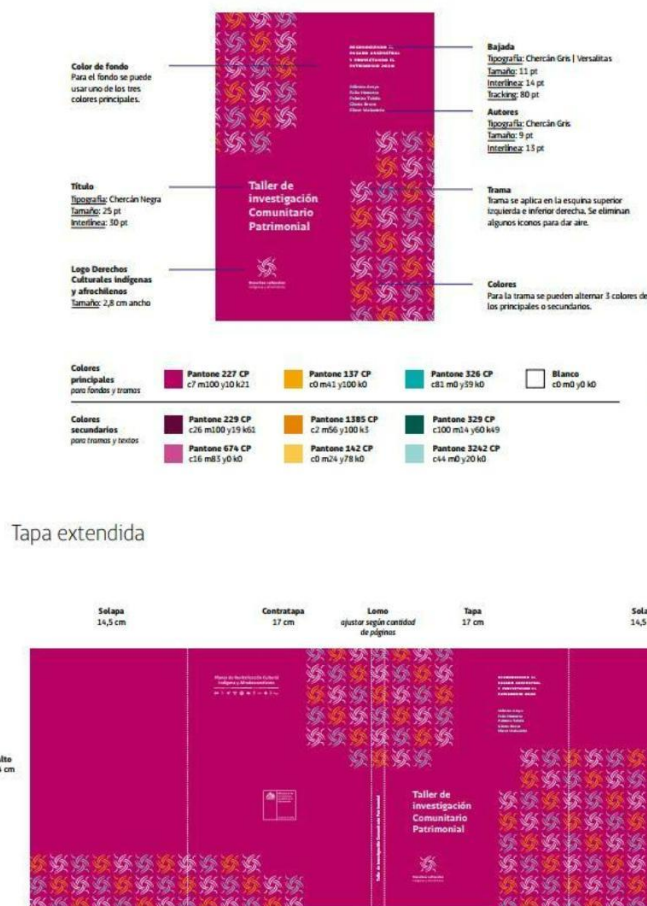 Color de fondo
Para el fondo se puede
usar uno de los tres
colores principales.
Título
Tipografía: Chercán Negra
Tamaño: 25 pt
Interlínea: 30 pt
Logo Derechos
Culturales indígenas
y afrochilenos
Tamaño: 2,8 cm ancho
Taller de
investigación
Comunitario
Patrimonial
Bajada
Tipografía: Chercán Gris | Versalitas
Tamaño: 11 pt
Interlínea: 14 pt
Tracking: 80 pt
Autores
Tipografía: Chercán Gris
Tamaño: 9 pt
Interlínea: 13 pt
Trama
Trama se aplica en la esquina superior
izquierda e inferior derecha. Se eliminan
algunos iconos para dar aire.
Colores
Para la trama se pueden alternar 3 colores de
los principales o secundarios.
Colores
principales
para fondos y tramas
Pantone 227 CP
c7 m100 y10 k21
Pantone 137 CP
c0 m41 y100 k0
Pantone 326 CP
c81 m0 y39 k0
Blanco
c0 m0 y0 k0
Colores
secundarios
para tramas y textos
Pantone 229 CP
c26 m100 y19 k61
Pantone 1385 CP
c2 m56 y100 k3
Pantone 329 CP
c100 m14 y60 k49
Pantone 674 CP
c16 m83 y0 k0
Pantone 142 CP
c0 m24 y78 k0
Pantone 3242 CP
c44 m0 y20 k0
Tapa extendida
Solapa
14,5 cm
Contratapa
17 cm
Lomo
ajustar según cantidad
de páginas
Tapa
17 cm
Sola
14,5
lto
cm
Taller de investigación Comunitario Patrimonial
Taller de
investigación
Comunitario
Patrimonial